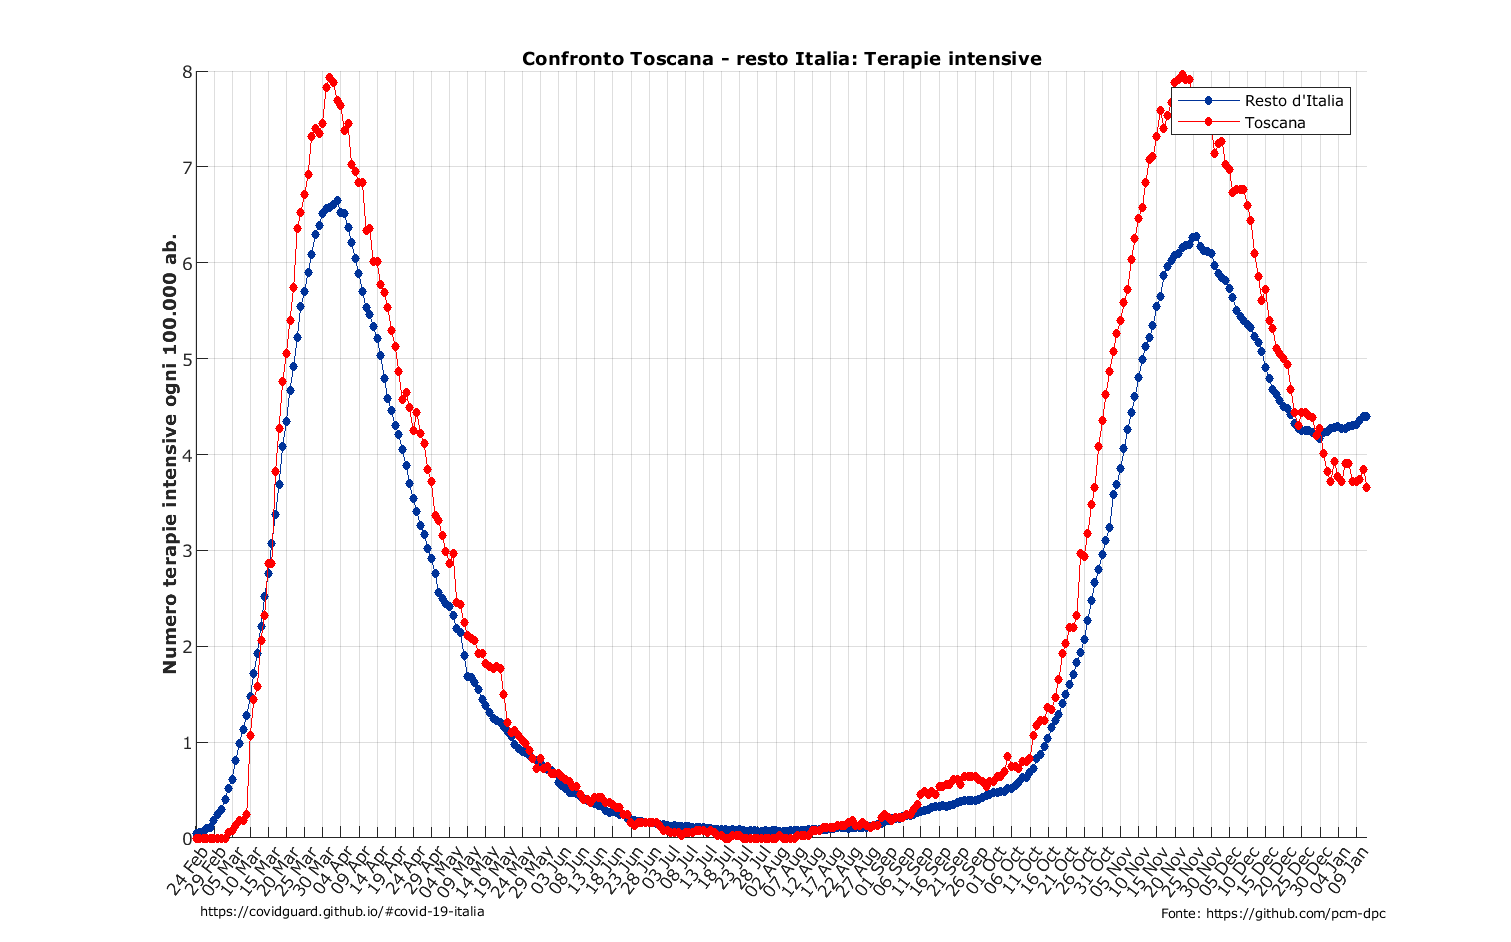 Confronto Toscana - resto Italia: Terapie intensive
Numero terapie intensive ogni 100.000 ab.
8
7
6
5
4
3
2
1
0
Resto d'Italia
Toscana
24 Feb
29 Feb
05 Mar
10 Mar
15 Mar
20 Mar
25 Mar
30 Mar
04 Apr
09 Apr
14 Apr
19 Apr
24 Apr
29 Apr
04 May
09 May
14 May
19 May
24 May
29 May
03 Jun
08 Jun
13 Jun
18 Jun
23 Jun
28 Jun
03 Jul
08 Jul
13 Jul
18 Jul
23 Jul
28 Jul
02 Aug
07 Aug
12 Aug
17 Aug
22 Aug
27 Aug
01 Sep
06 Sep
11 Sep
16 Sep
21 Sep
26 Sep
01 Oct
06 Oct
11 Oct
16 Oct
21 Oct
26 Oct
31 Oct
05 Nov
10 Nov
15 Nov
20 Nov
25 Nov
30 Nov
05 Dec
10 Dec
15 Dec
20 Dec
25 Dec
30 Dec
04 Jan
09 Jan
https://covidguard.github.io/#covid-19-italia
Fonte: https://github.com/pcm-dpc